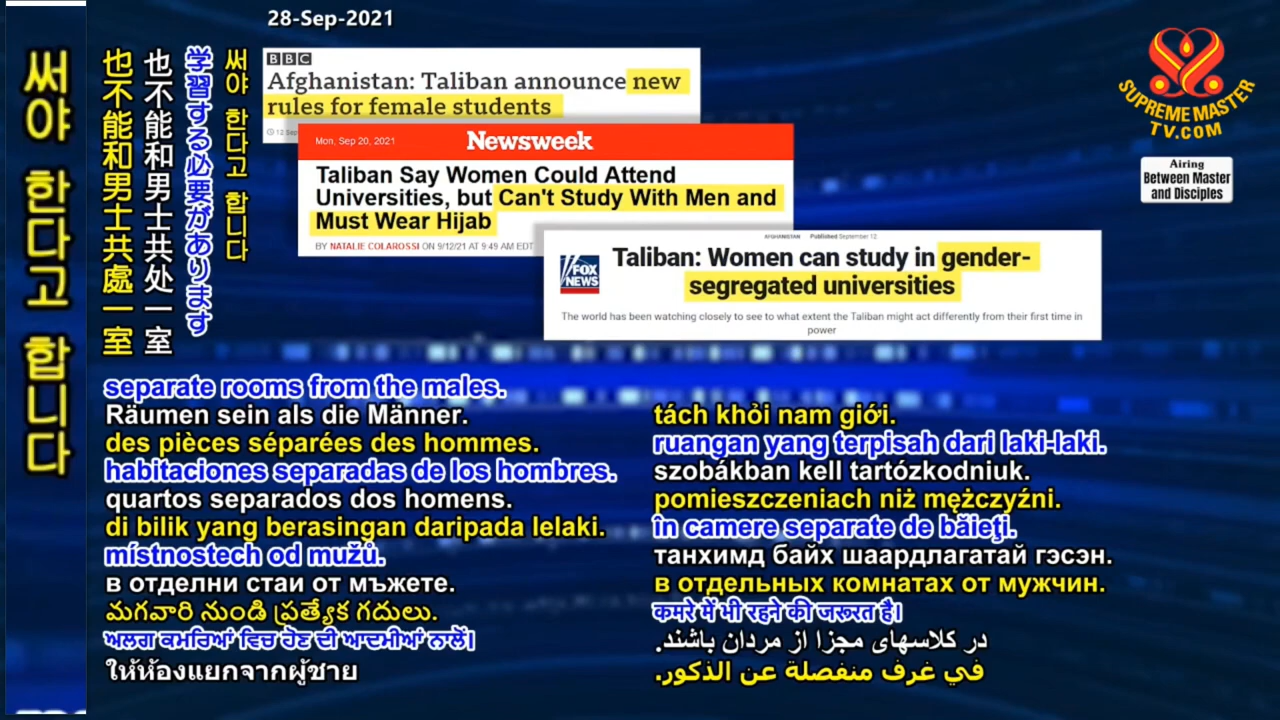 28-Sep-2021
BBC
Afghanistan: Taliban announce new
rules for female students
12 Sep
Mon, Sep 20, 2021
Newsweek
Taliban Say Women Could Attend
Universities, but Can't Study With Men and
Must Wear Hijab
BY NATALIE COLAROSSI ON 9/12/21 AT 9:49 AM EDT
AFGHANISTAN Published September 12
FOX
NEWS
Taliban: Women can study in gender-
segregated universities
The world has been watching closely to see to what extent the Taliban might act differently from their first time in
power
SUPREME MASTER
TV.COM
Airing
Between Master
and Disciples
써야 한다고 합니다
也不能和男士共處一室
也不能和男士共处一室
学習する必要があります
써야 한다고 합니다
separate rooms from the males.
Räumen sein als die Männer.
des pièces séparées des hommes.
habitaciones separadas de los hombres.
quartos separados dos homens.
di bilik yang berasingan daripada lelaki.
místnostech od mužů.
в отделни стаи от мъжете.
మగవారి నుండి ప్రత్యేక గదులు.
ਅਲਗ ਕਮਰਿਆਂ ਵਿਚ ਹੋਣ ਦੀ ਆਦਮੀਆਂ ਨਾਲੋਂ।
ให้ห้องแยกจากผู้ชาย
tách khỏi nam giới.
ruangan yang terpisah dari laki-laki.
szobákban kell tartózkodniuk.
pomieszczeniach niż mężczyźni.
în camere separate de băieţi.
танхимд байх шаардлагатай гэсэн.
в отдельных комнатах от мужчин.
कमरे में भी रहने की जरूरत है।
در کلاسهای مجزا از مردان باشند.
في غرف منفصلة عن الذكور.